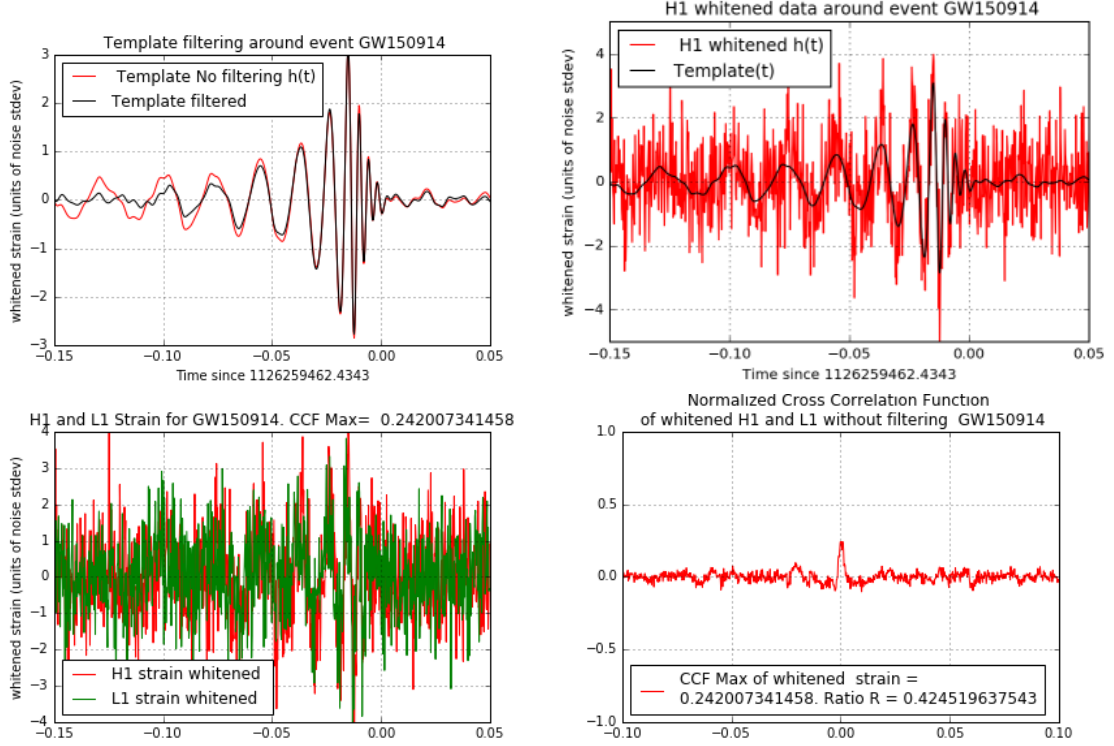 Template filtering around event GW150914
whitened strain (units of noise stdev)
3
2
1
0
−1
−2
−3
Template No filtering h(t)
Template filtered
−0.15
−0.10
−0.05
0.00
0.05
Time since 1126259462.4343
H1 whitened data around event GW150914
whitened strain (units of noise stdev)
4
2
0
−2
−4
H1 whitened h(t)
Template(t)
−0.15
−0.10
−0.05
0.00
0.05
Time since 1126259462.4343
H1 and L1 Strain for GW150914. CCF Max= 0.242007341458
whitened strain (units of noise stdev)
4
3
2
1
0
−1
−2
−3
−4
H1 strain whitened
L1 strain whitened
−0.15
−0.10
−0.05
0.00
0.05
Normalized Cross Correlation Function
of whitened H1 and L1 without filtering GW150914
1.0
0.5
0.0
−0.5
−1.0
CCF Max of whitened strain =
0.242007341458. Ratio R = 0.424519637543
−0.10
−0.05
0.00
0.05
0.10